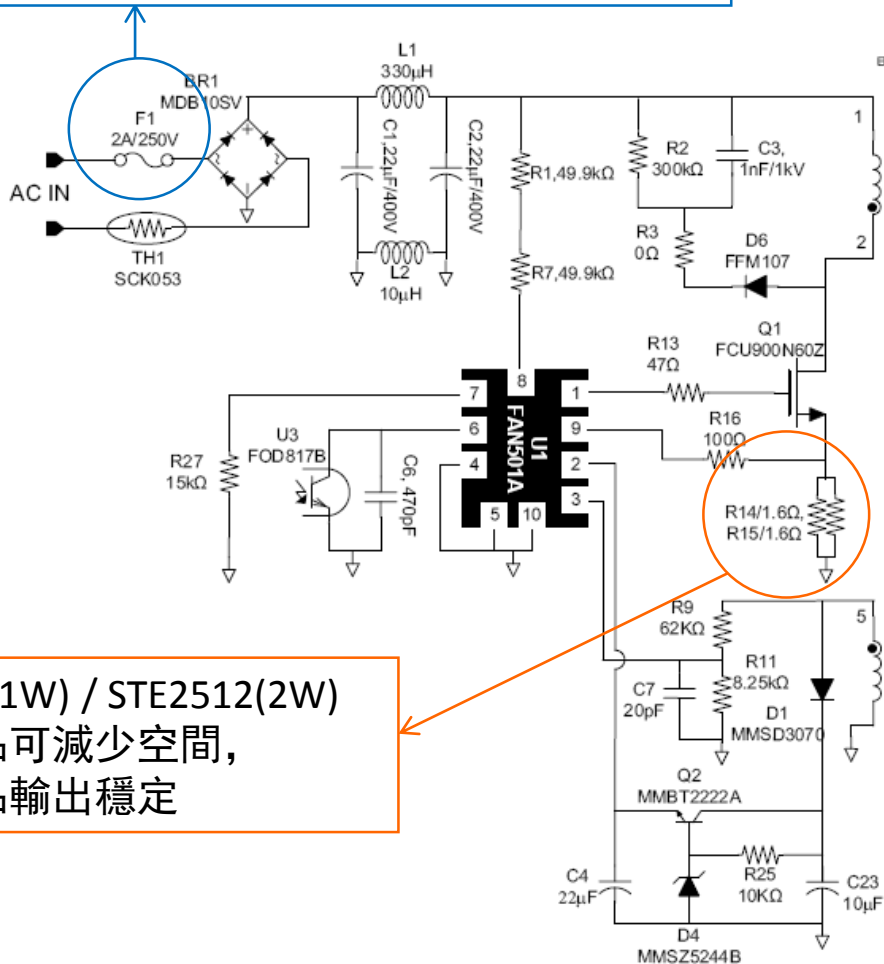 L1
330μH
BR1
MDB10SV
F1
2A/250V
AC IN
TH1
SCK053
C1,22μF/400V
C2,22μF/400V
L2
10μH
R1,49.9kΩ
R7,49.9kΩ
R2
300kΩ
C3,
1nF/1kV
R3
0Ω
D6
FFM107
1
2
Q1
FCU900N60Z
R13
47Ω
R16
100Ω
R14/1.6Ω,
R15/1.6Ω
8
7
6
4
5
10
1
9
2
3
U1
FAN501A
U3
FOD817B
C6, 470pF
R27
15kΩ
R9
62KΩ
5
R11
8.25kΩ
C7
20pF
D1
MMSD3070
1W) / STE2512(2W)
可減少空間，
輸出穩定
Q2
MMBT2222A
C4
22μF
R25
10KΩ
C23
10μF
D4
MMSZ5244B